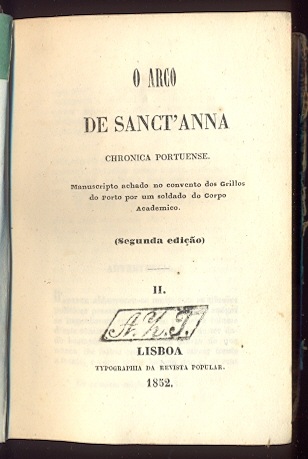 O ARCO
DE SANCT'ANNA
CHRONICA PORTUENSE.
Manuscripto achado no convento dos Grillos
do Porto por um soldado do Corpo
Academico.
(Segunda edição)
II.
A. L. J.
LISBOA
TYPOGRAPHIA DA REVISTA POPULAR.
1852.